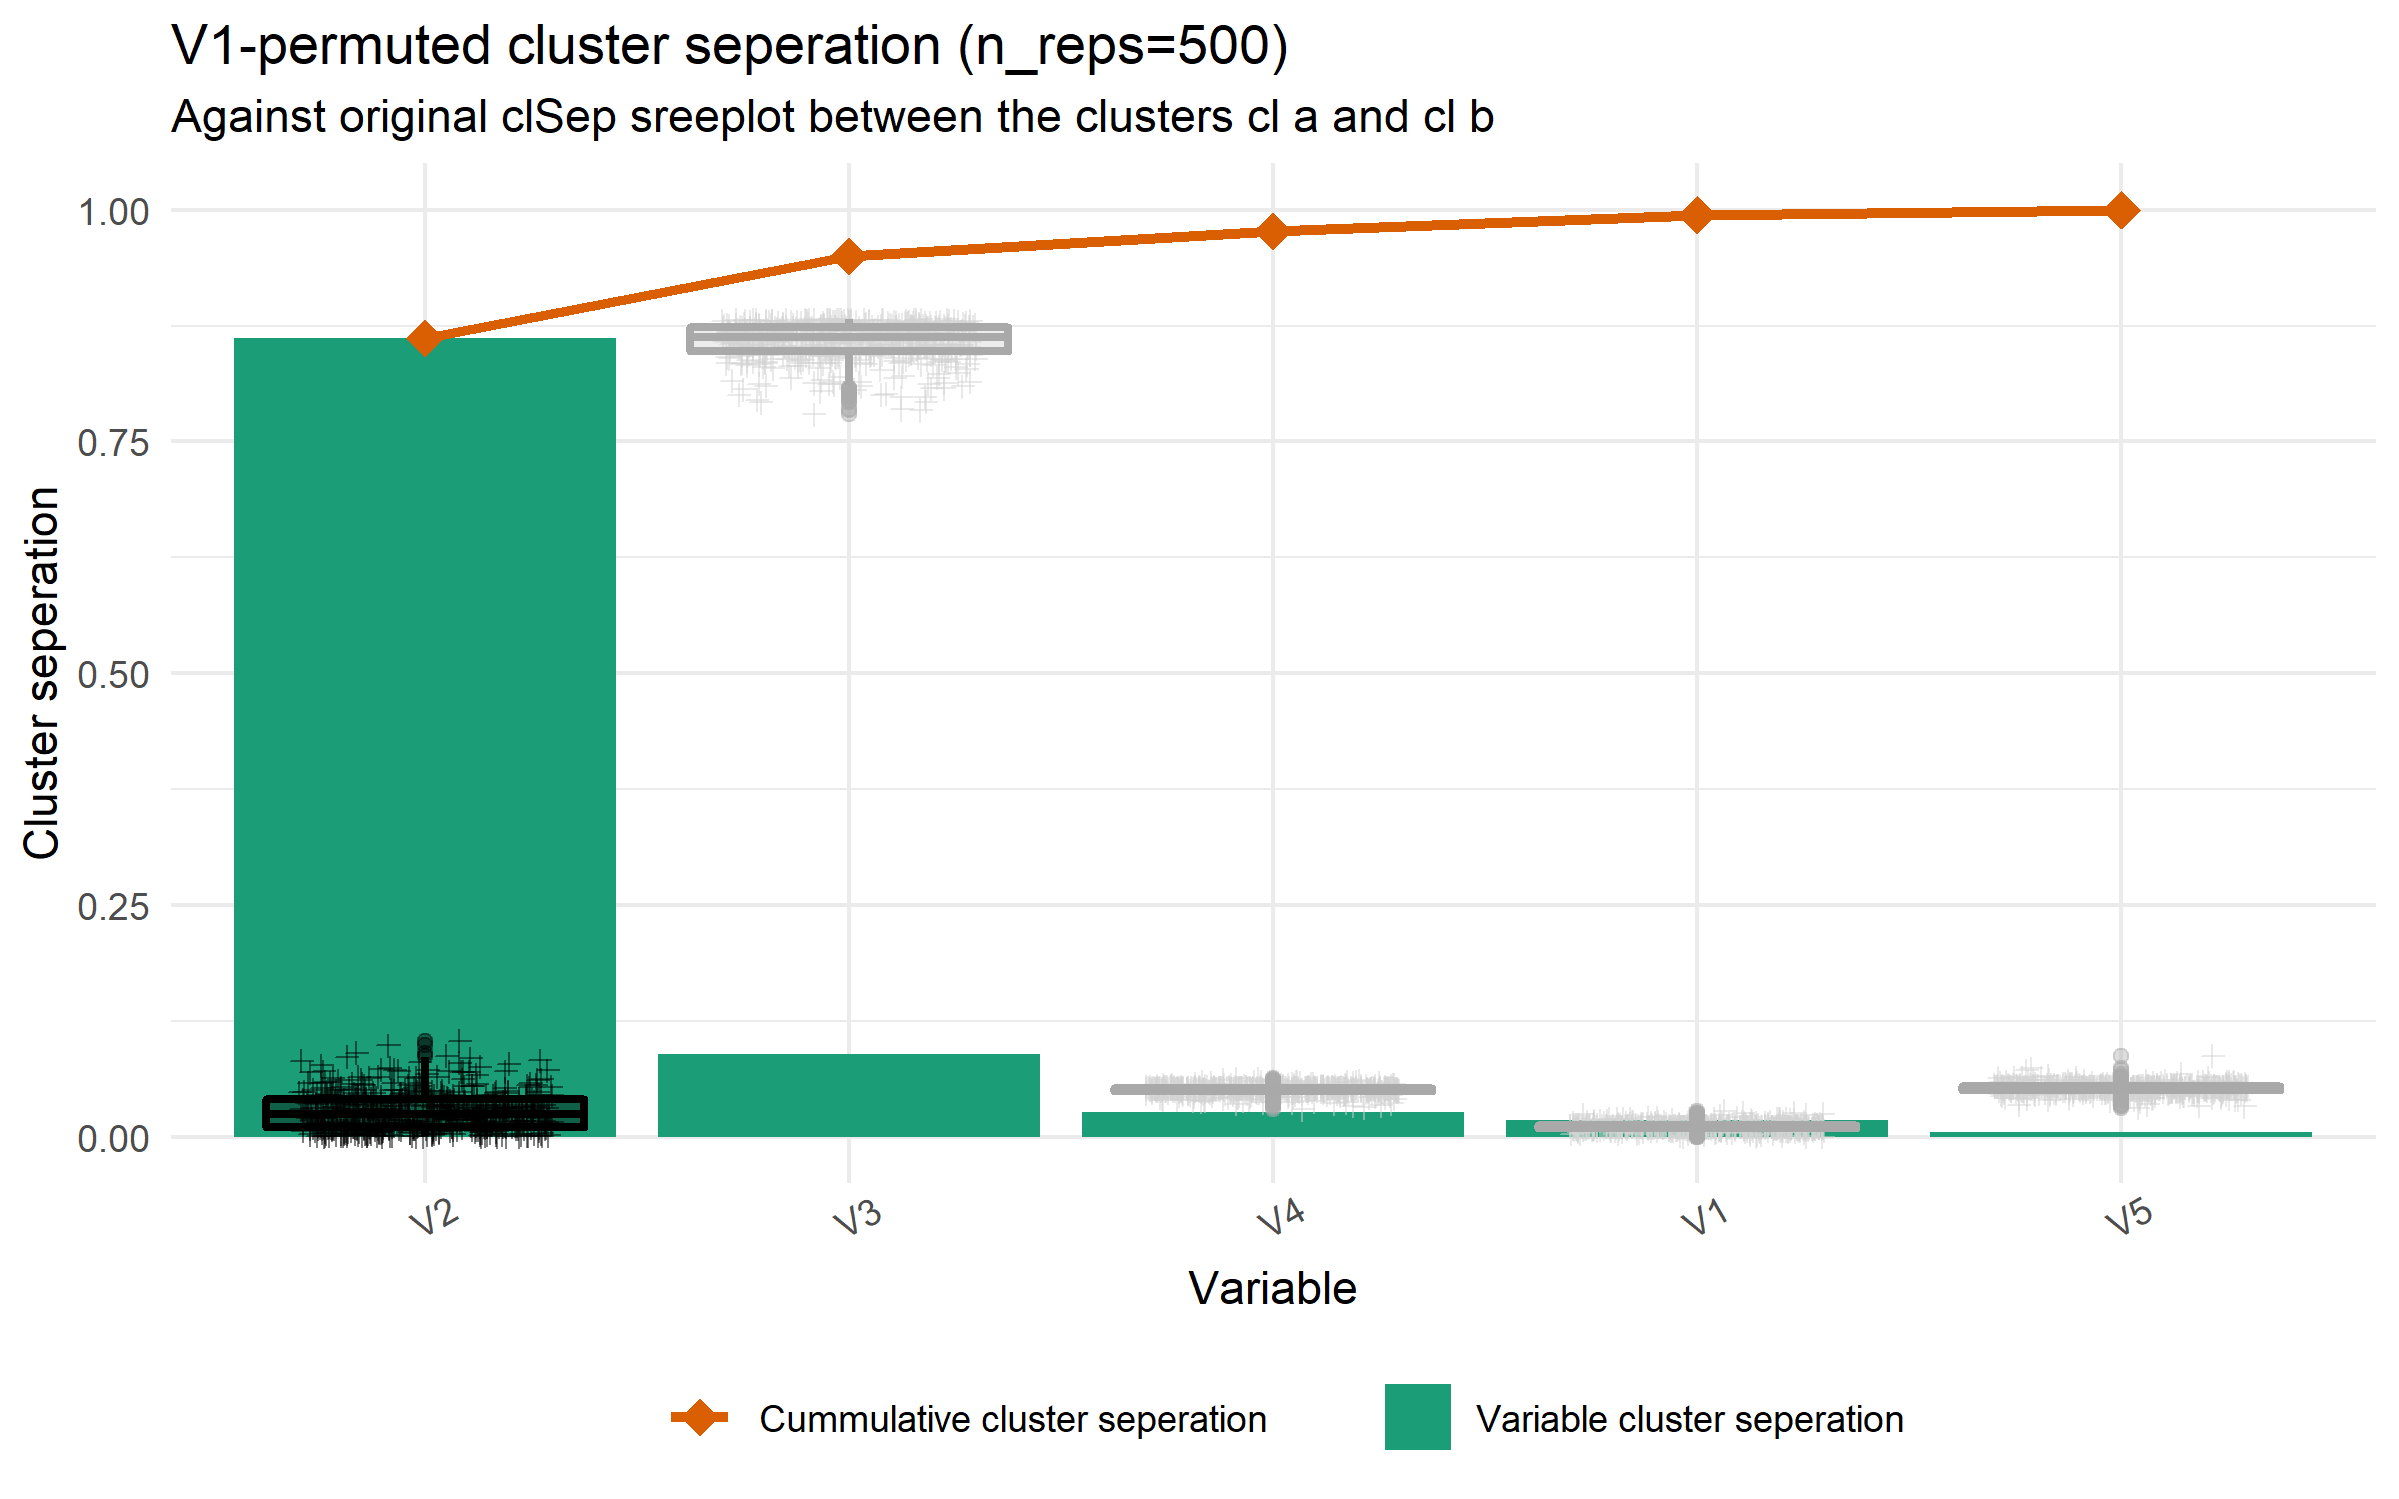 V1-permuted cluster seperation (n_reps=500)
Against original clSep sreeplot between the clusters cl a and cl b
Cluster seperation
1.00
0.75
0.50
0.25
0.00
V2
V3
V4
V1
V5
Variable
Cummulative cluster seperation
Variable cluster seperation